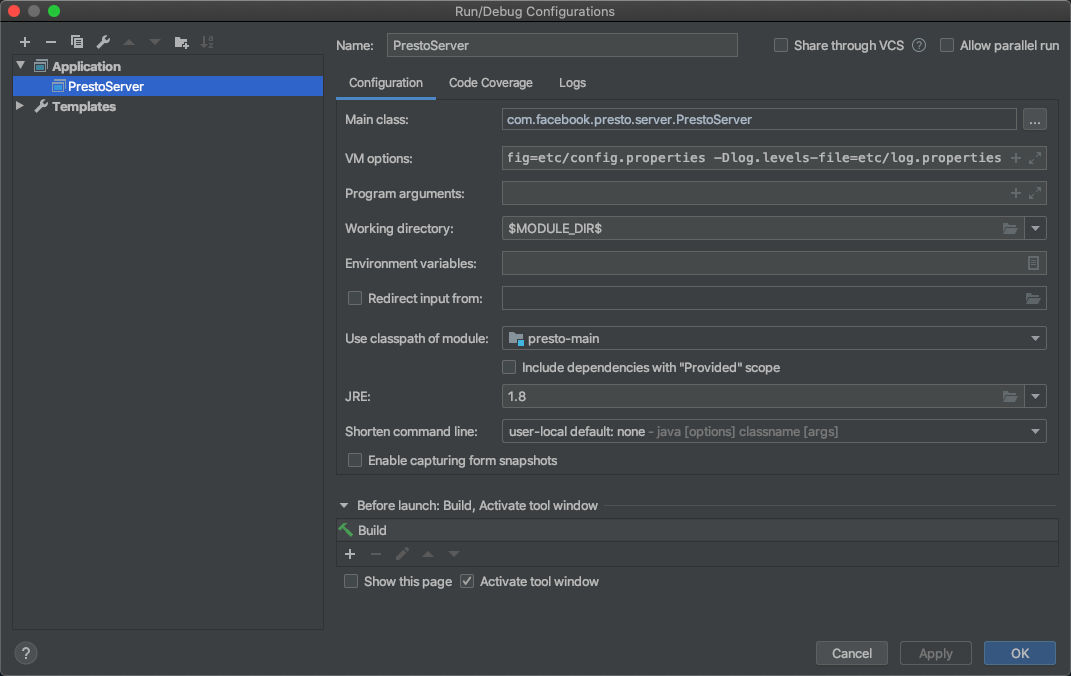 Run/Debug Configurations
Application
PrestoServer
Templates
Name: PrestoServer
Share through VCS ?
Allow parallel run
Configuration Code Coverage Logs
Main class: com.facebook.presto.server.PrestoServer ...
VM options: fig=etc/config.properties -Dlog.levels-file=etc/log.properties
Program arguments:
Working directory: $MODULE_DIR$
Environment variables:
Redirect input from:
Use classpath of module: presto-main
Include dependencies with "Provided" scope
JRE: 1.8
Shorten command line: user-local default: none - java [options] classname [args]
Enable capturing form snapshots
Before launch: Build, Activate tool window
Build
Show this page Activate tool window
? Cancel Apply OK